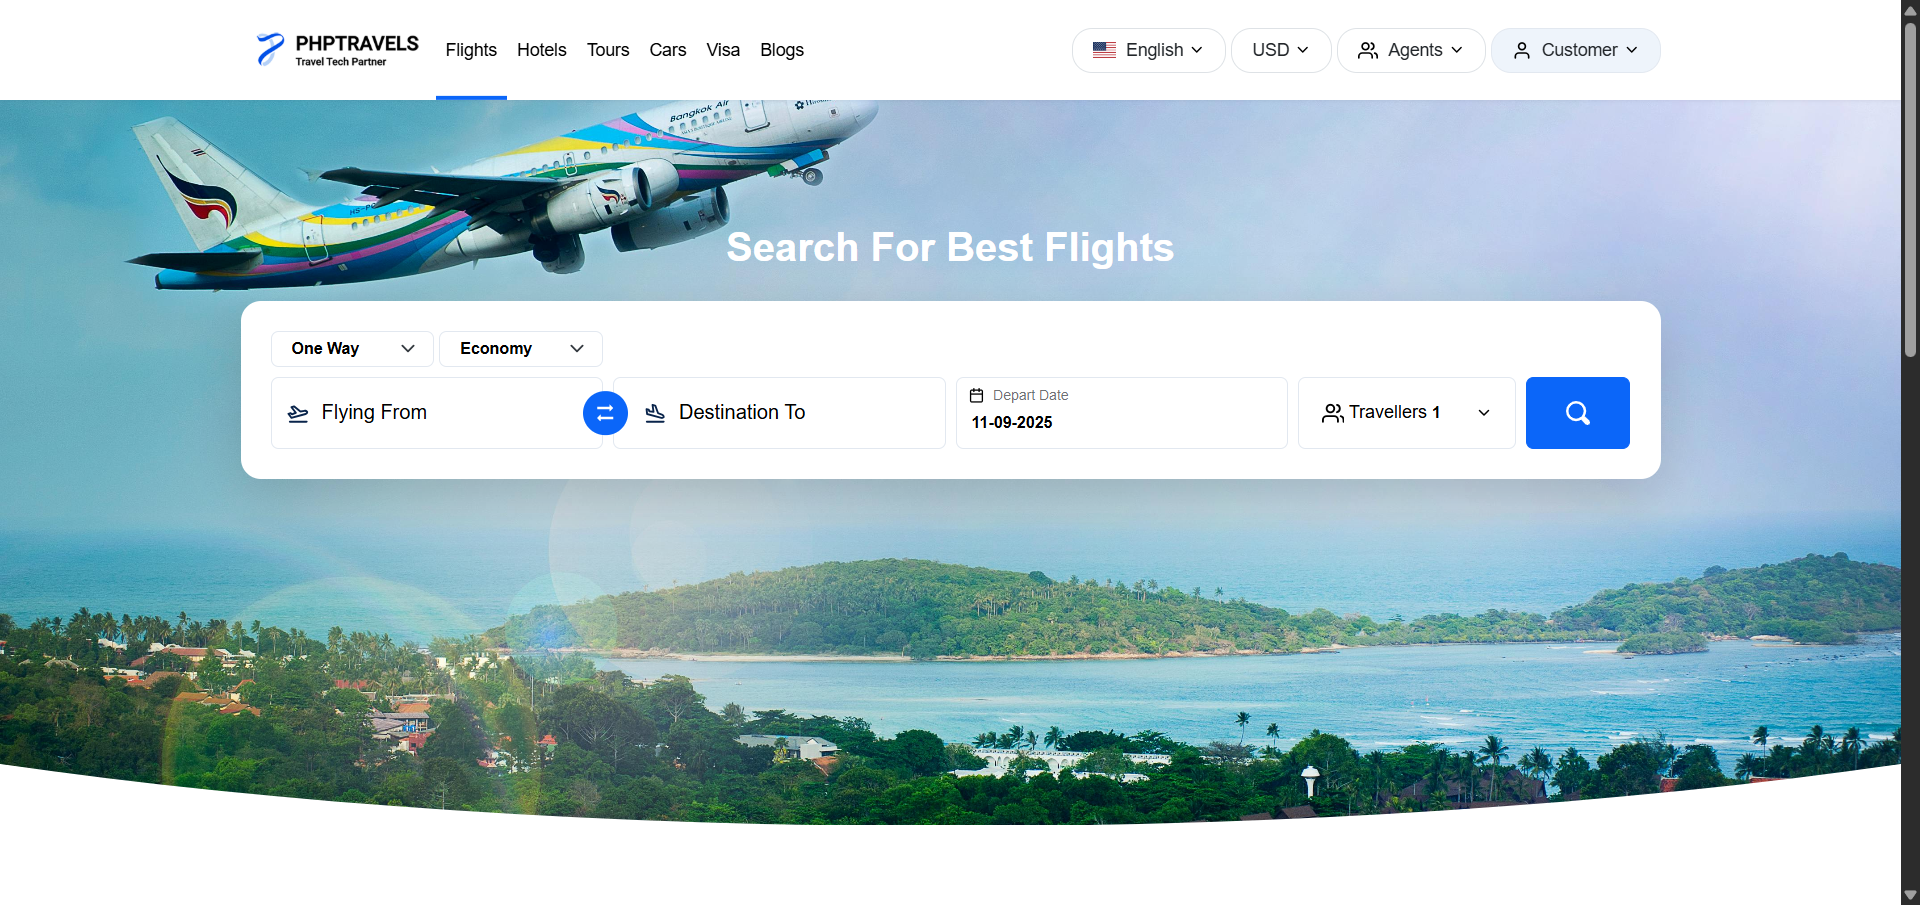 PHPTRAVELS
Travel Tech Partner
Flights Hotels Tours Cars Visa Blogs
English USD Agents Customer
Bangkok Air
Search For Best Flights
One Way Economy
Flying From
Destination To
Depart Date
11-09-2025
Travellers 1